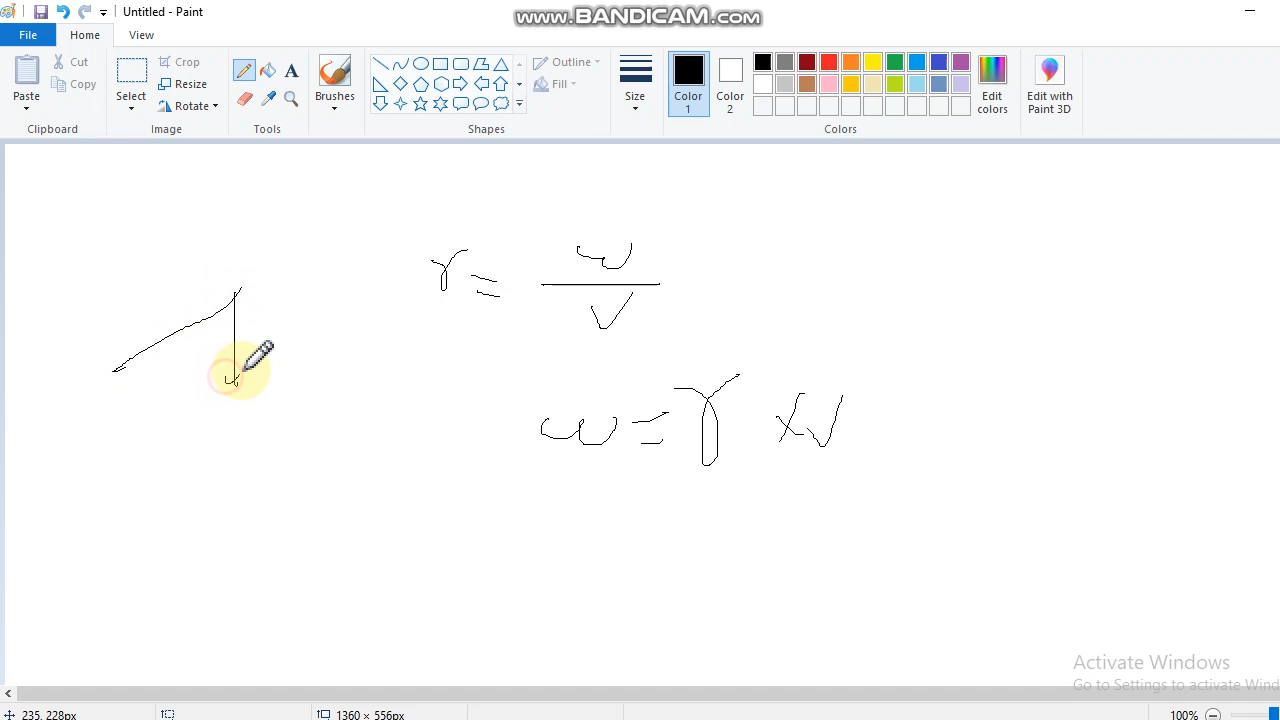 www.BANDICAM.com
Untitled - Paint
File Home View
Paste
Cut
Copy
Clipboard
Select
Crop
Resize
Rotate
Image
Tools
Brushes
Shapes
Outline
Fill
Size
Color 1
Color 2
Edit colors
Colors
Edit with Paint 3D
γ = w / V
w = γ × V
Activate Windows
Go to Settings to activate Wind
235, 228px
1360 × 556px
100%